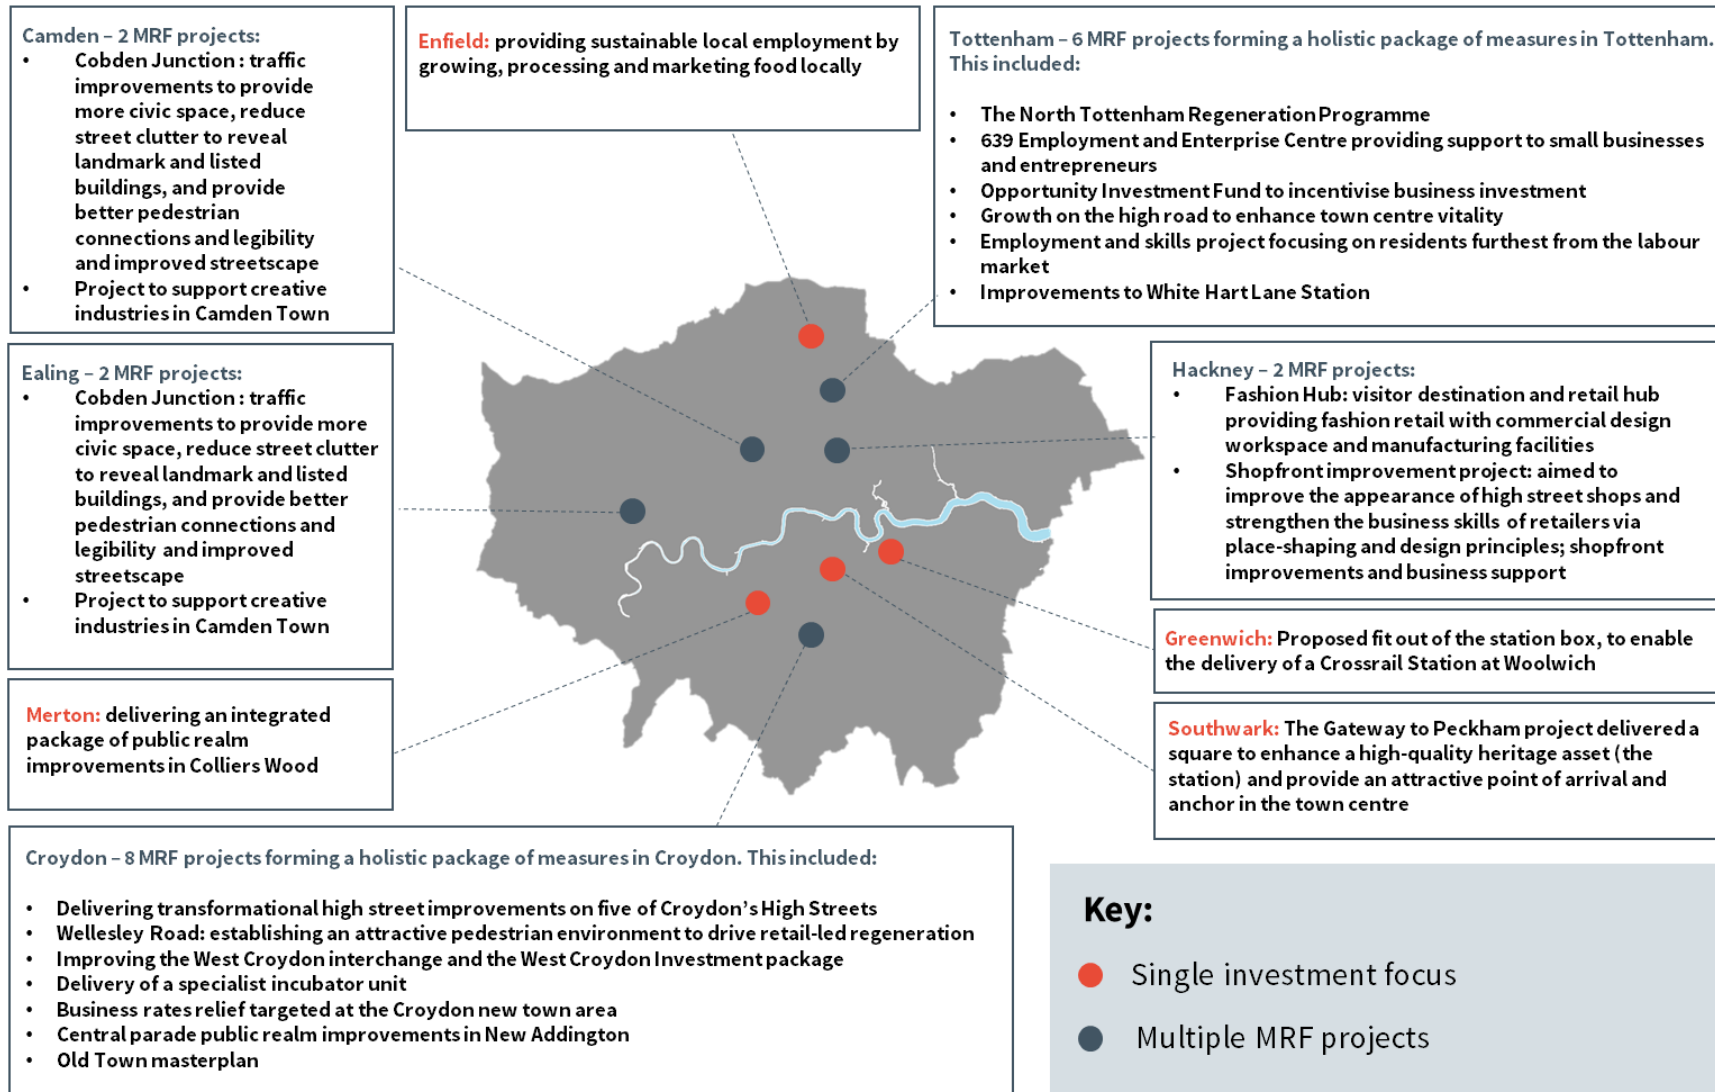 Camden – 2 MRF projects:
• Cobden Junction : traffic
improvements to provide
more civic space, reduce
street clutter to reveal
landmark and listed
buildings, and provide
better pedestrian
connections and legibility
and improved streetscape
• Project to support creative
industries in Camden Town
Enfield: providing sustainable local employment by
growing, processing and marketing food locally
Tottenham – 6 MRF projects forming a holistic package of measures in Tottenham.
This included:
• The North Tottenham Regeneration Programme
• 639 Employment and Enterprise Centre providing support to small businesses
and entrepreneurs
• Opportunity Investment Fund to incentivise business investment
• Growth on the high road to enhance town centre vitality
• Employment and skills project focusing on residents furthest from the labour
market
• Improvements to White Hart Lane Station
Ealing – 2 MRF projects:
• Cobden Junction : traffic
improvements to provide more
civic space, reduce street clutter
to reveal landmark and listed
buildings, and provide better
pedestrian connections and
legibility and improved
streetscape
• Project to support creative
industries in Camden Town
Hackney – 2 MRF projects:
• Fashion Hub: visitor destination and retail hub
providing fashion retail with commercial design
workspace and manufacturing facilities
• Shopfront improvement project: aimed to
improve the appearance of high street shops and
strengthen the business skills of retailers via
place-shaping and design principles; shopfront
improvements and business support
Greenwich: Proposed fit out of the station box, to enable
the delivery of a Crossrail Station at Woolwich
Merton: delivering an integrated
package of public realm
improvements in Colliers Wood
Southwark: The Gateway to Peckham project delivered a
square to enhance a high-quality heritage asset (the
station) and provide an attractive point of arrival and
anchor in the town centre
Croydon – 8 MRF projects forming a holistic package of measures in Croydon. This included:
• Delivering transformational high street improvements on five of Croydon's High Streets
• Wellesley Road: establishing an attractive pedestrian environment to drive retail-led regeneration
• Improving the West Croydon interchange and the West Croydon Investment package
• Delivery of a specialist incubator unit
• Business rates relief targeted at the Croydon new town area
• Central parade public realm improvements in New Addington
• Old Town masterplan
Key:
Single investment focus
Multiple MRF projects